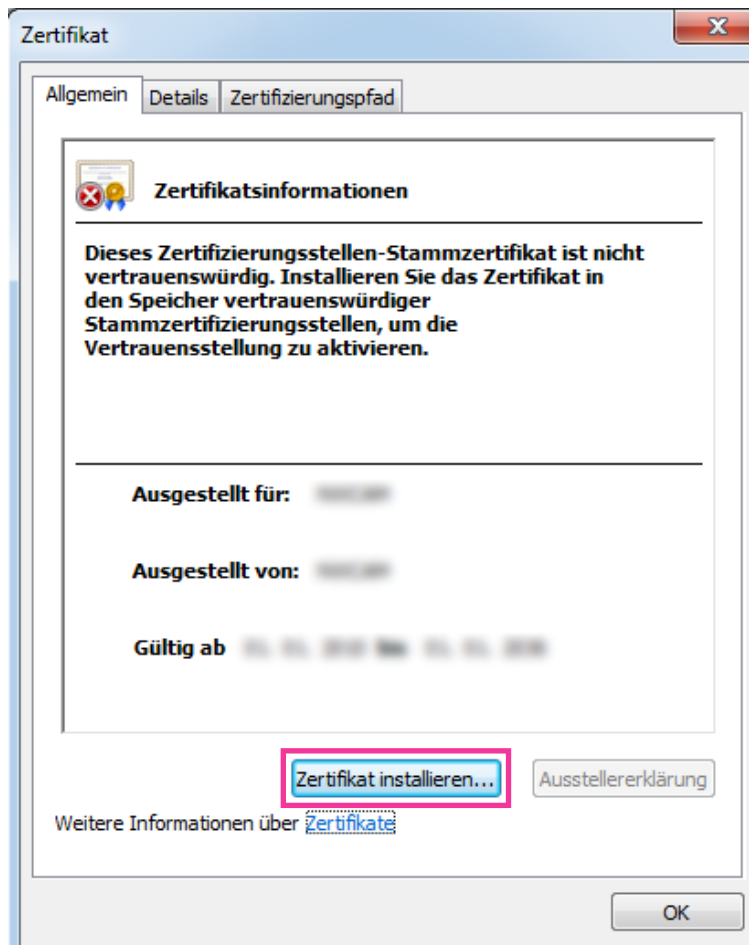 Zertifikat
Allgemein Details Zertifizierungspfad
Zertifikatsinformationen
Dieses Zertifizierungsstellen-Stammzertifikat ist nicht
vertrauenswürdig. Installieren Sie das Zertifikat in
den Speicher vertrauenswürdiger
Stammzertifizierungsstellen, um die
Vertrauensstellung zu aktivieren.
Ausgestellt für:
Ausgestellt von:
Gültig ab
Zertifikat installieren... Ausstellererklärung
Weitere Informationen über Zertifikate
OK